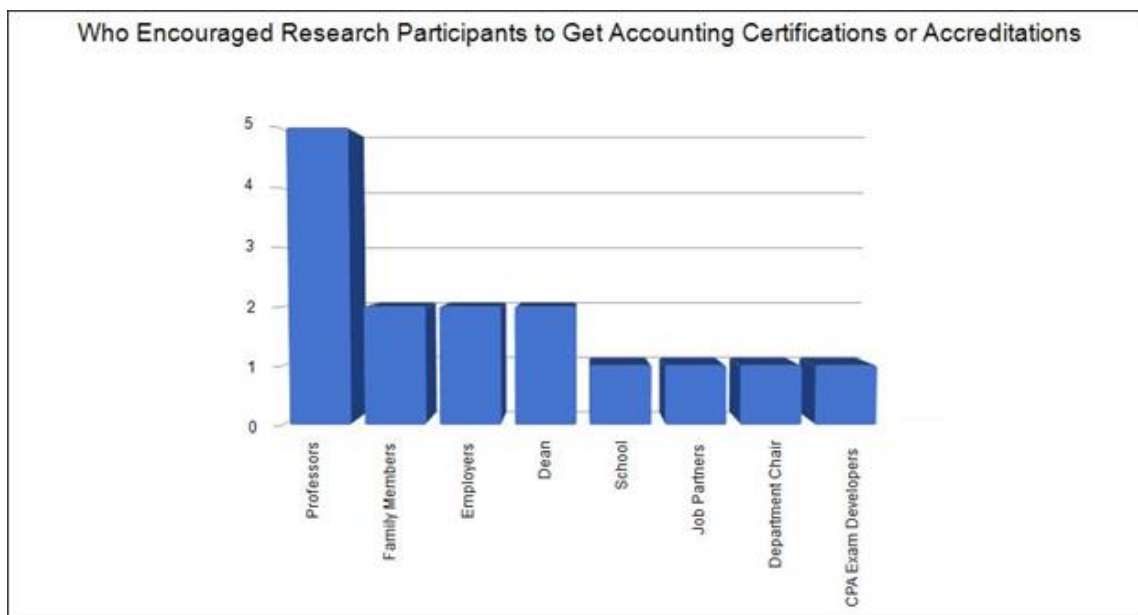 Who Encouraged Research Participants to Get Accounting Certifications or Accreditations
5
4
3
2
1
0
Professors
Family Members
Employers
Dean
School
Job Partners
Department Chair
CPA Exam Developers